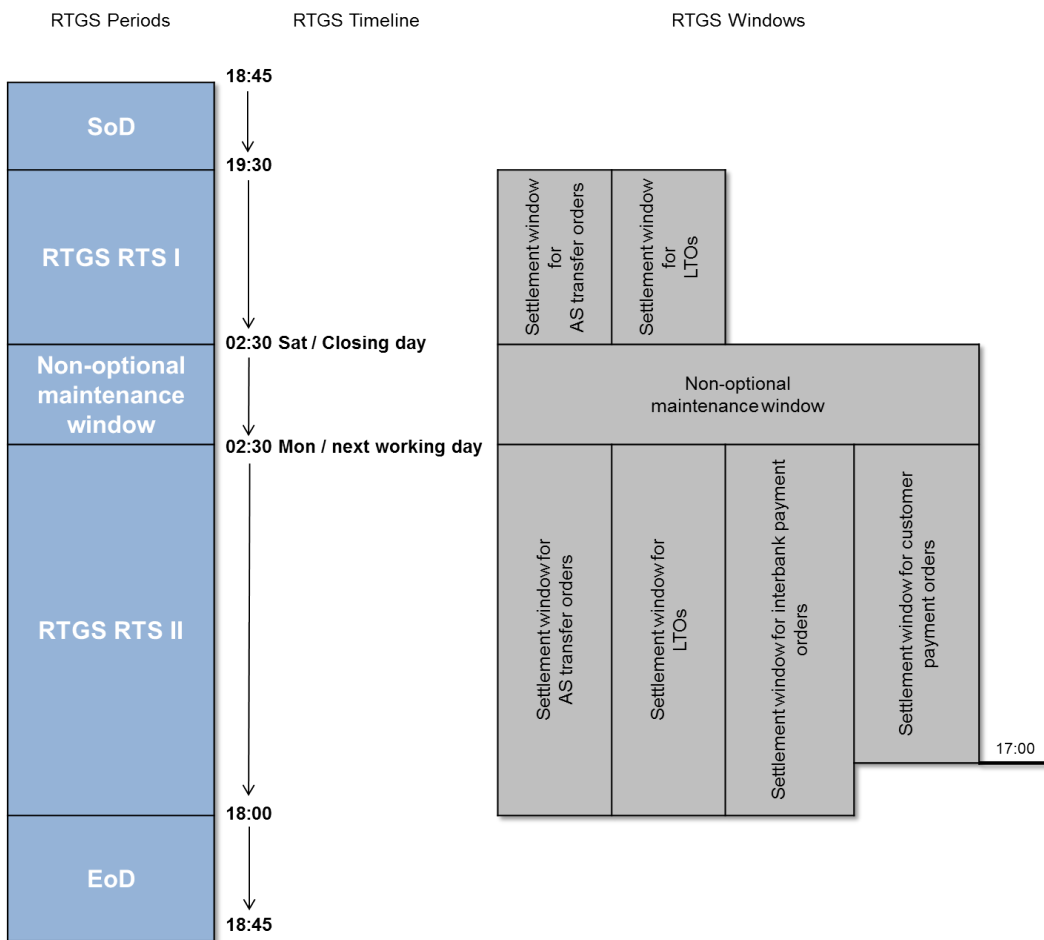 RTGS Periods
RTGS Timeline
RTGS Windows
18:45
SoD
19:30
RTGS RTS I
Settlement window
for
AS transfer orders
Settlement window
for
LTOs
02:30 Sat / Closing day
Non-optional
maintenance
window
Non-optional
maintenance window
02:30 Mon / next working day
RTGS RTS II
Settlement window for
AS transfer orders
Settlement window for
LTOs
Settlement window for interbank payment
orders
Settlement window for customer
payment orders
17:00
18:00
EoD
18:45